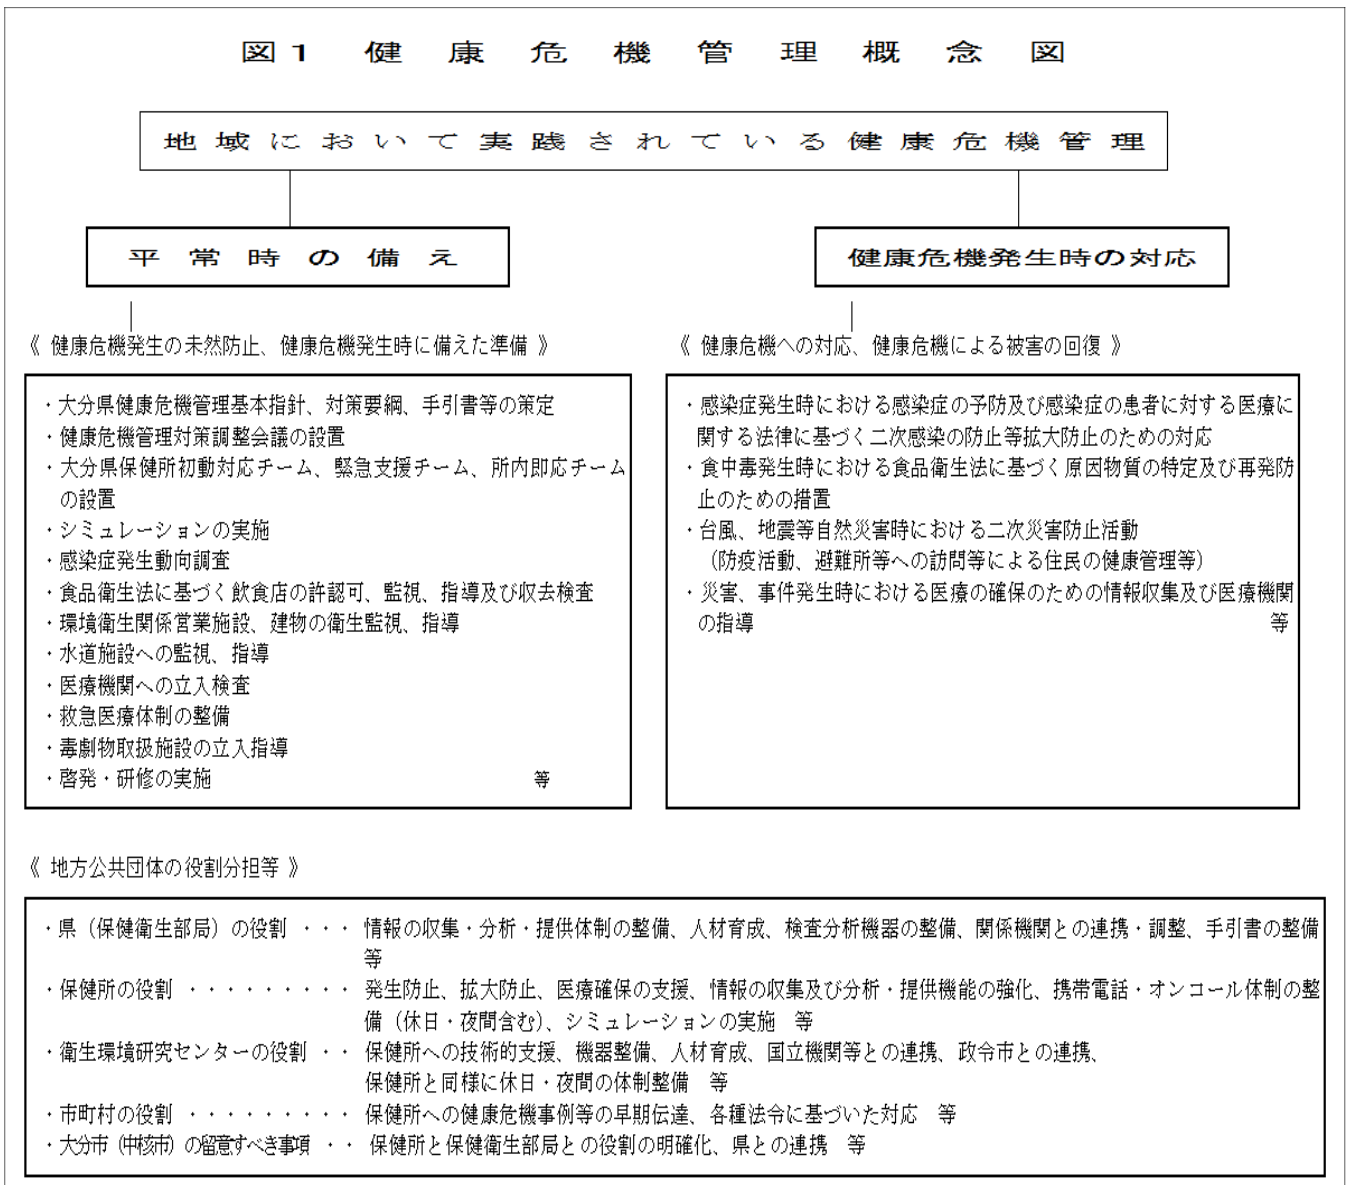 図1 健康危機管理概念図
地域において実践されている健康危機管理
平常時の備え
健康危機発生時の対応
《 健康危機発生の未然防止、健康危機発生時に備えた準備 》
・大分県健康危機管理基本指針、対策要綱、手引書等の策定
・健康危機管理対策調整会議の設置
・大分県保健所初動対応チーム、緊急支援チーム、所内即応チーム
の設置
・シミュレーションの実施
・感染症発生動向調査
・食品衛生法に基づく飲食店の許認可、監視、指導及び収去検査
・環境衛生関係営業施設、建物の衛生監視、指導
・水道施設への監視、指導
・医療機関への立入検査
・救急医療体制の整備
・毒劇物取扱施設の立入指導
・啓発・研修の実施 等
《 健康危機への対応、健康危機による被害の回復 》
・感染症発生時における感染症の予防及び感染症の患者に対する医療に
関する法律に基づく二次感染の防止等拡大防止のための対応
・食中毒発生時における食品衛生法に基づく原因物質の特定及び再発防
止のための措置
・台風、地震等自然災害時における二次災害防止活動
（防疫活動、避難所等への訪問等による住民の健康管理等）
・災害、事件発生時における医療の確保のための情報収集及び医療機関
の指導 等
《 地方公共団体の役割分担等 》
・県（保健衛生部局）の役割 ・・・ 情報の収集・分析・提供体制の整備、人材育成、検査分析機器の整備、関係機関との連携・調整、手引書の整備
等
・保健所の役割 ・・・・・・・・・ 発生防止、拡大防止、医療確保の支援、情報の収集及び分析・提供機能の強化、携帯電話・オンコール体制の整
備（休日・夜間含む）、シミュレーションの実施 等
・衛生環境研究センターの役割 ・・ 保健所への技術的支援、機器整備、人材育成、国立機関等との連携、政令市との連携、
保健所と同様に休日・夜間の体制整備 等
・市町村の役割 ・・・・・・・・・ 保健所への健康危機事例等の早期伝達、各種法令に基づいた対応 等
・大分市（中核市）の留意すべき事項 ・・ 保健所と保健衛生部局との役割の明確化、県との連携 等